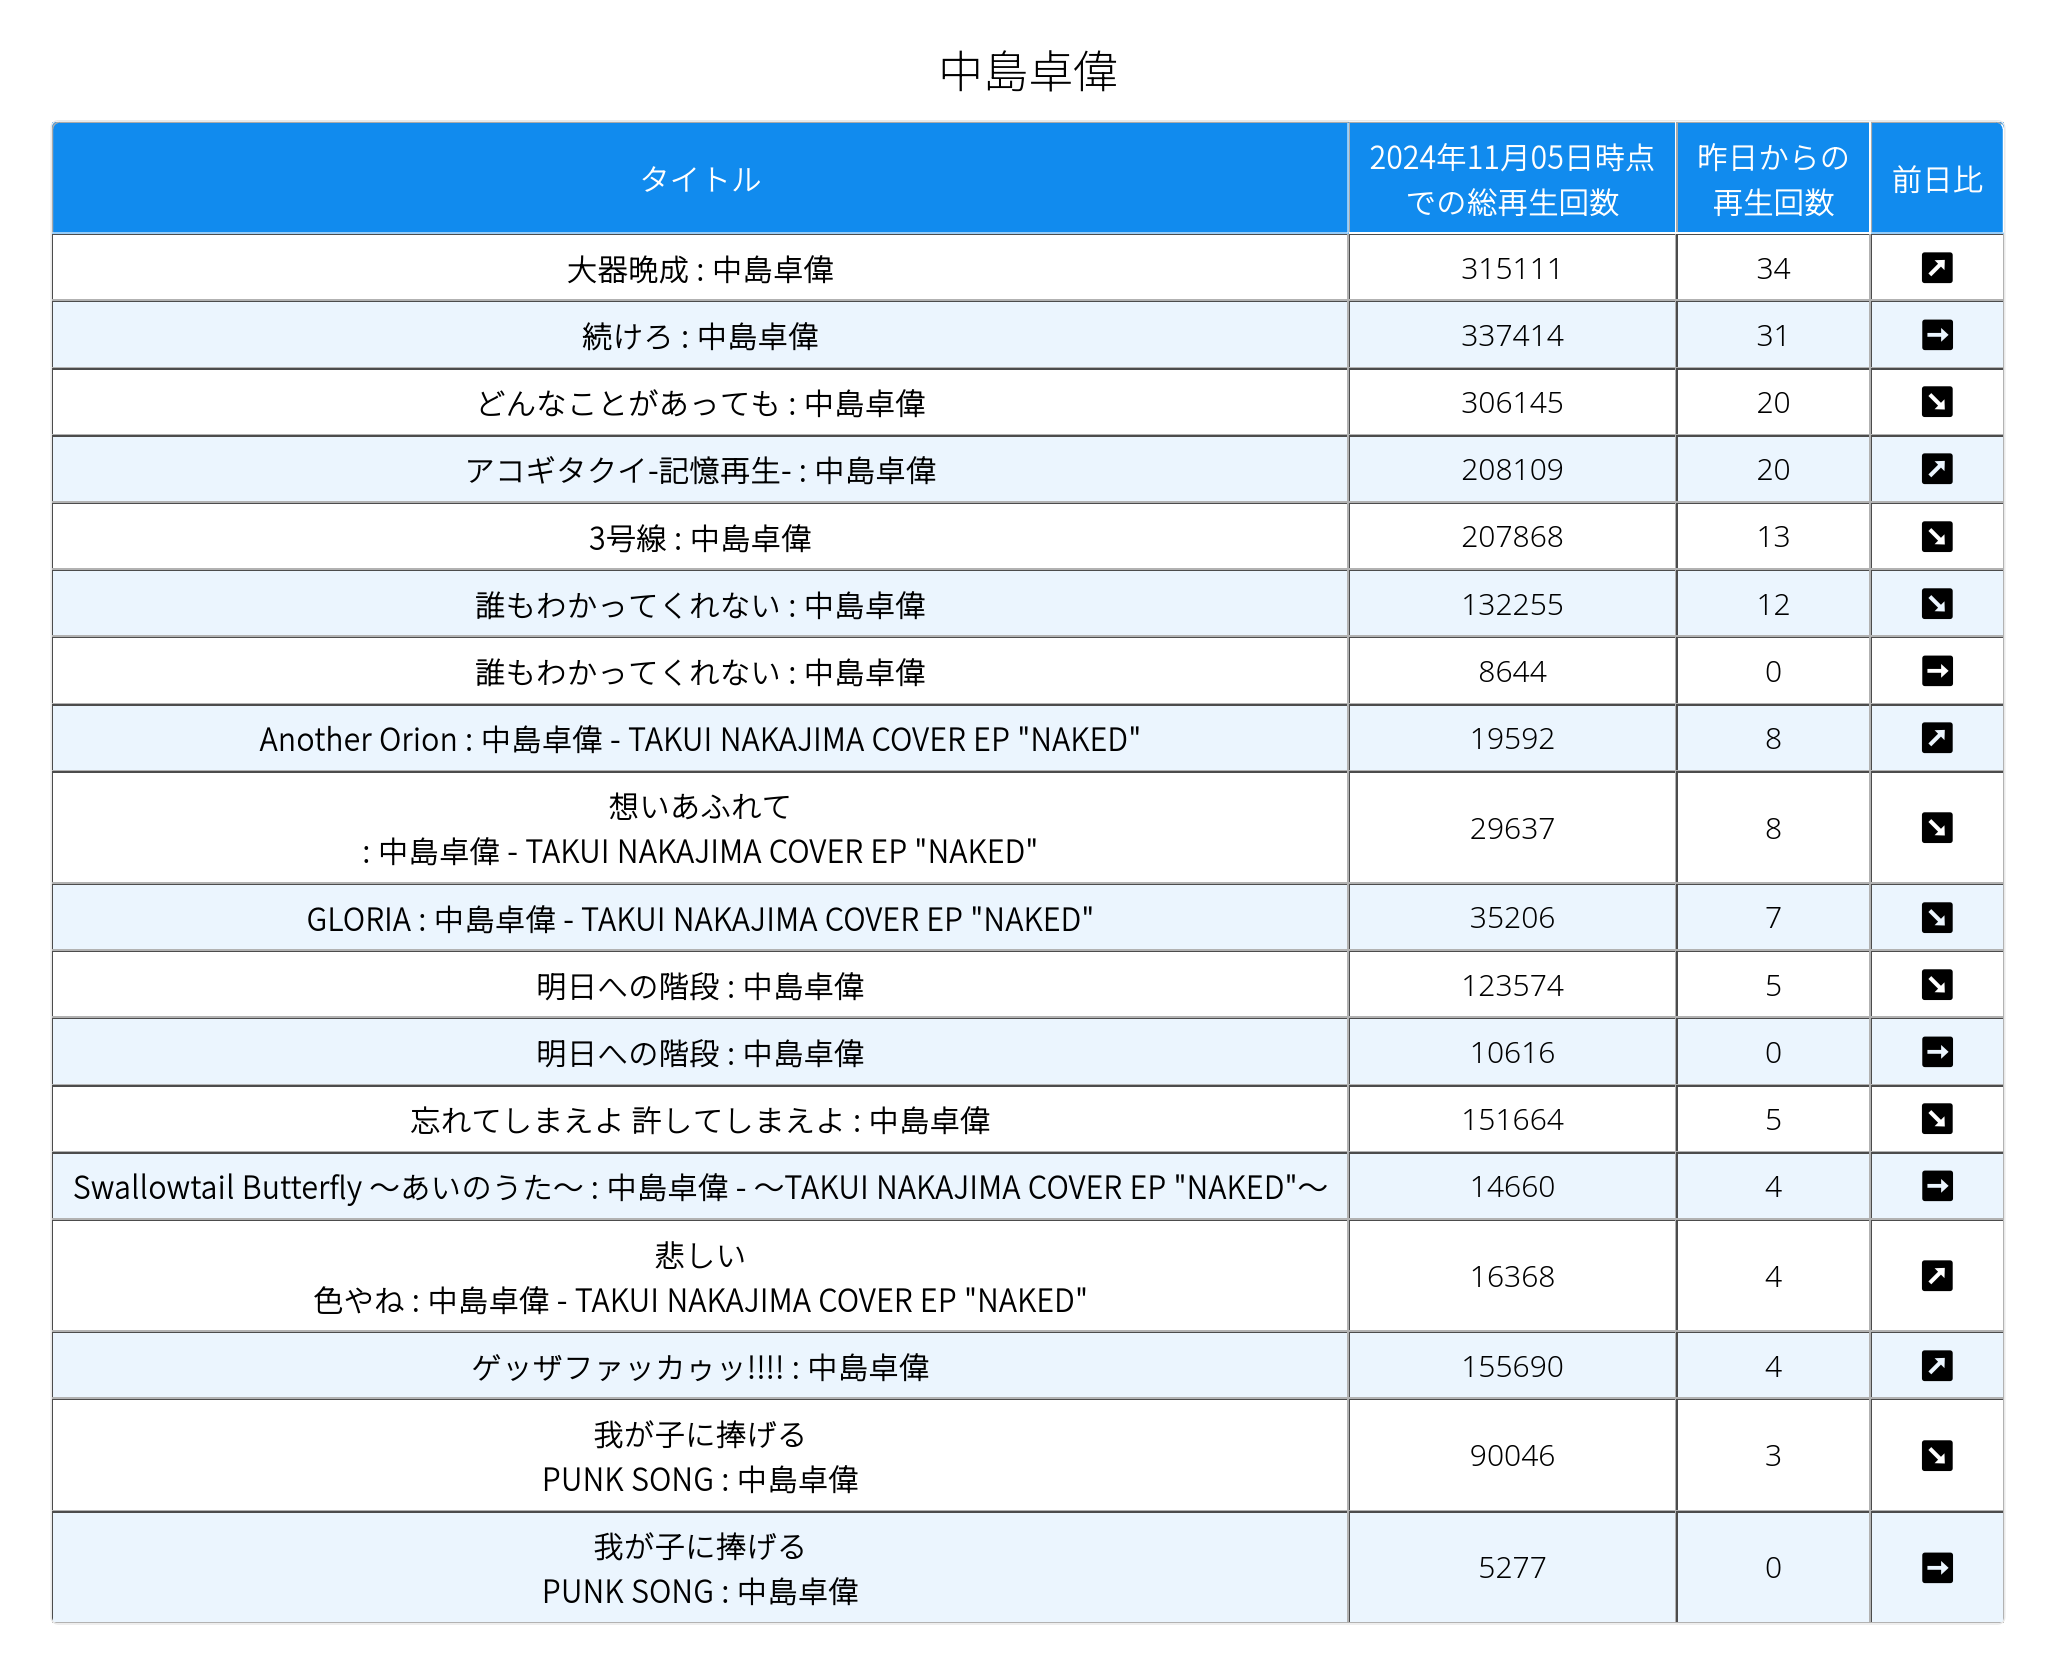 中島卓偉
タイトル
2024年11月05日時点
での総再生回数
昨日からの
再生回数
前日比
大器晩成 : 中島卓偉 315111 34 ↗
続けろ : 中島卓偉 337414 31 →
どんなことがあっても : 中島卓偉 306145 20 ↘
アコギタクイ-記憶再生- : 中島卓偉 208109 20 ↗
3号線 : 中島卓偉 207868 13 ↘
誰もわかってくれない : 中島卓偉 132255 12 ↘
誰もわかってくれない : 中島卓偉 8644 0 →
Another Orion : 中島卓偉 - TAKUI NAKAJIMA COVER EP "NAKED" 19592 8 ↗
想いあふれて
: 中島卓偉 - TAKUI NAKAJIMA COVER EP "NAKED" 29637 8 ↘
GLORIA : 中島卓偉 - TAKUI NAKAJIMA COVER EP "NAKED" 35206 7 ↘
明日への階段 : 中島卓偉 123574 5 ↘
明日への階段 : 中島卓偉 10616 0 →
忘れてしまえよ 許してしまえよ : 中島卓偉 151664 5 ↘
Swallowtail Butterfly 〜あいのうた〜 : 中島卓偉 - 〜TAKUI NAKAJIMA COVER EP "NAKED"〜 14660 4 →
悲しい
色やね : 中島卓偉 - TAKUI NAKAJIMA COVER EP "NAKED" 16368 4 ↗
ゲッザファッカゥッ!!!! : 中島卓偉 155690 4 ↗
我が子に捧げる
PUNK SONG : 中島卓偉 90046 3 ↘
我が子に捧げる
PUNK SONG : 中島卓偉 5277 0 →